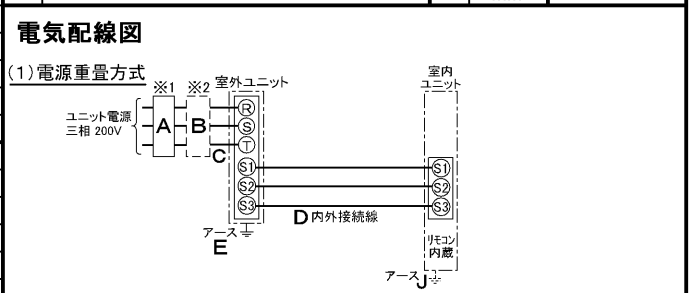 電気配線図
(1)電源重畳方式
※1 ※2 室外ユニット
室内
ユニット
ユニット電源
三相 200V
A B
R
S
T
C
S1 S1
S2 S2
S3 S3
D 内外接続線
アース
E
リモコン
内蔵
アース J